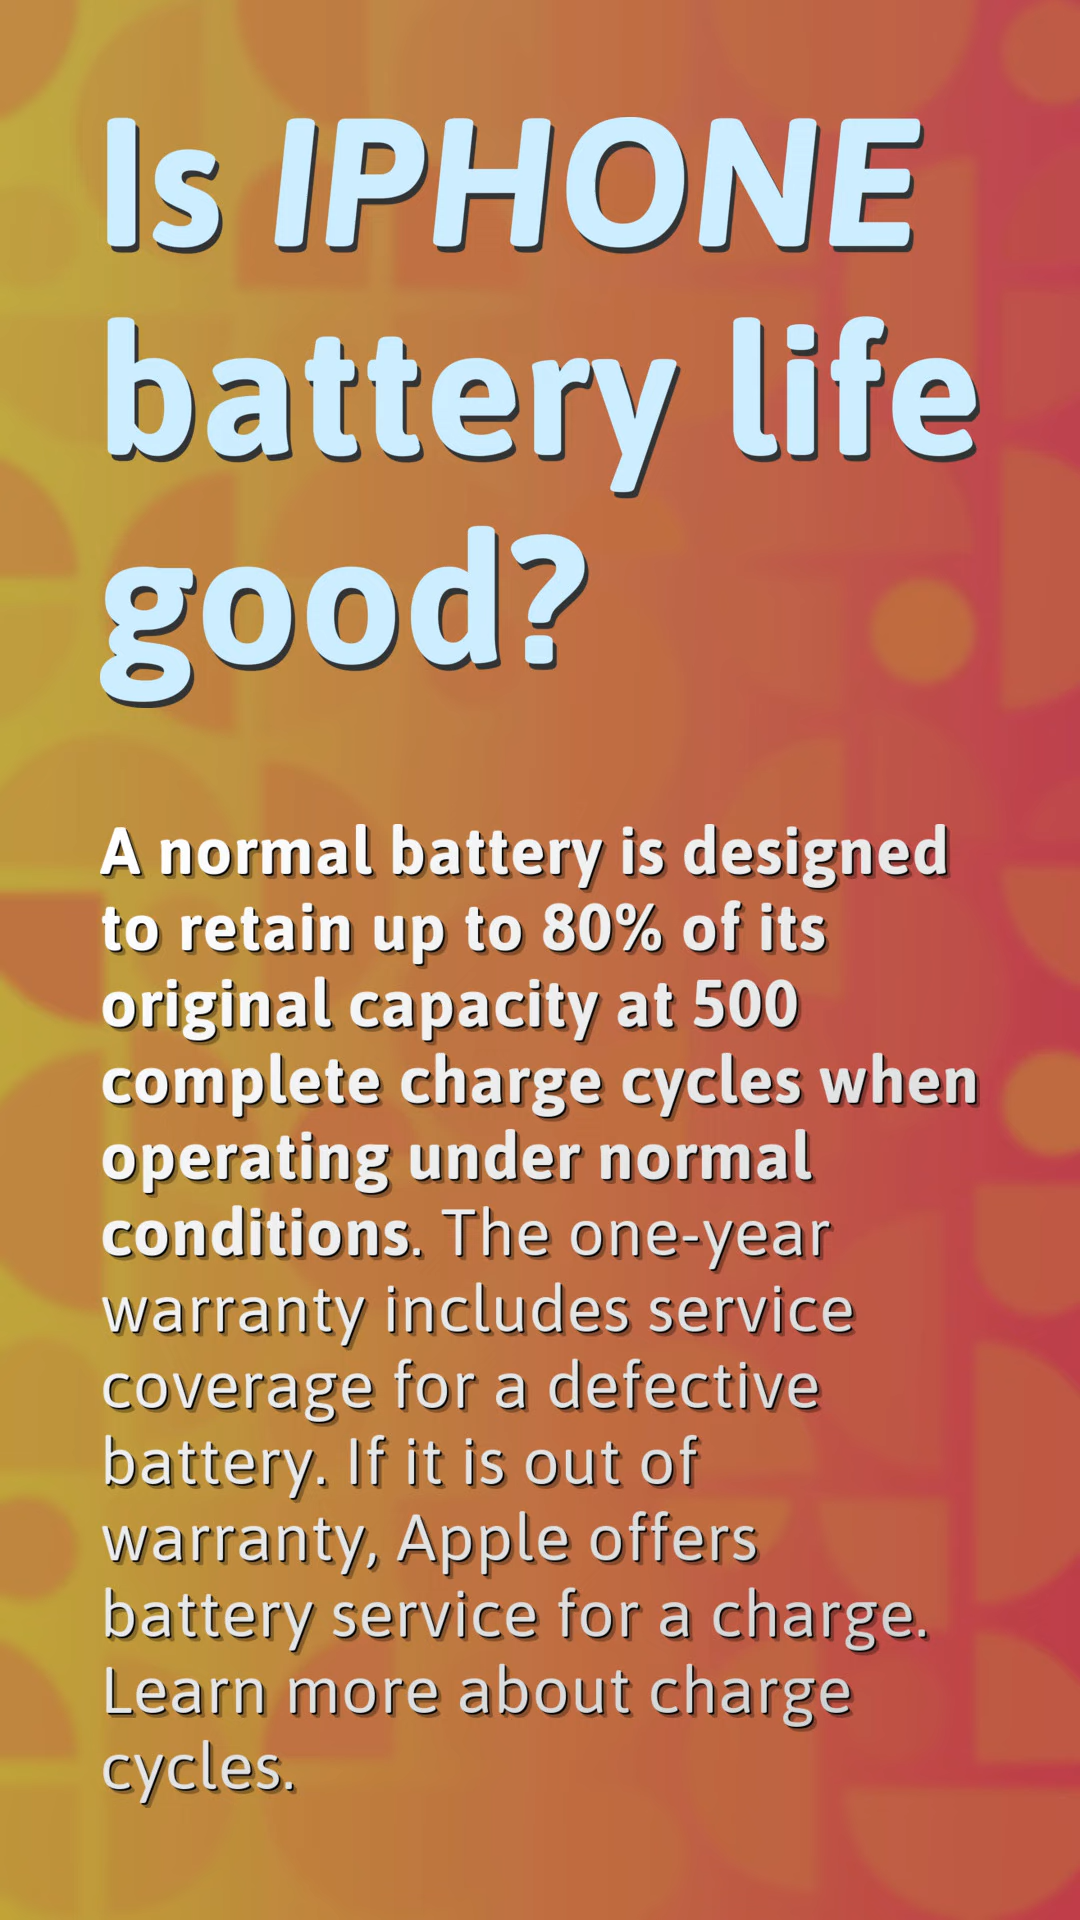 Is IPHONE
battery life
good?
A normal battery is designed
to retain up to 80% of its
original capacity at 500
complete charge cycles when
operating under normal
conditions. The one-year
warranty includes service
coverage for a defective
battery. If it is out of
warranty, Apple offers
battery service for a charge.
Learn more about charge
cycles.